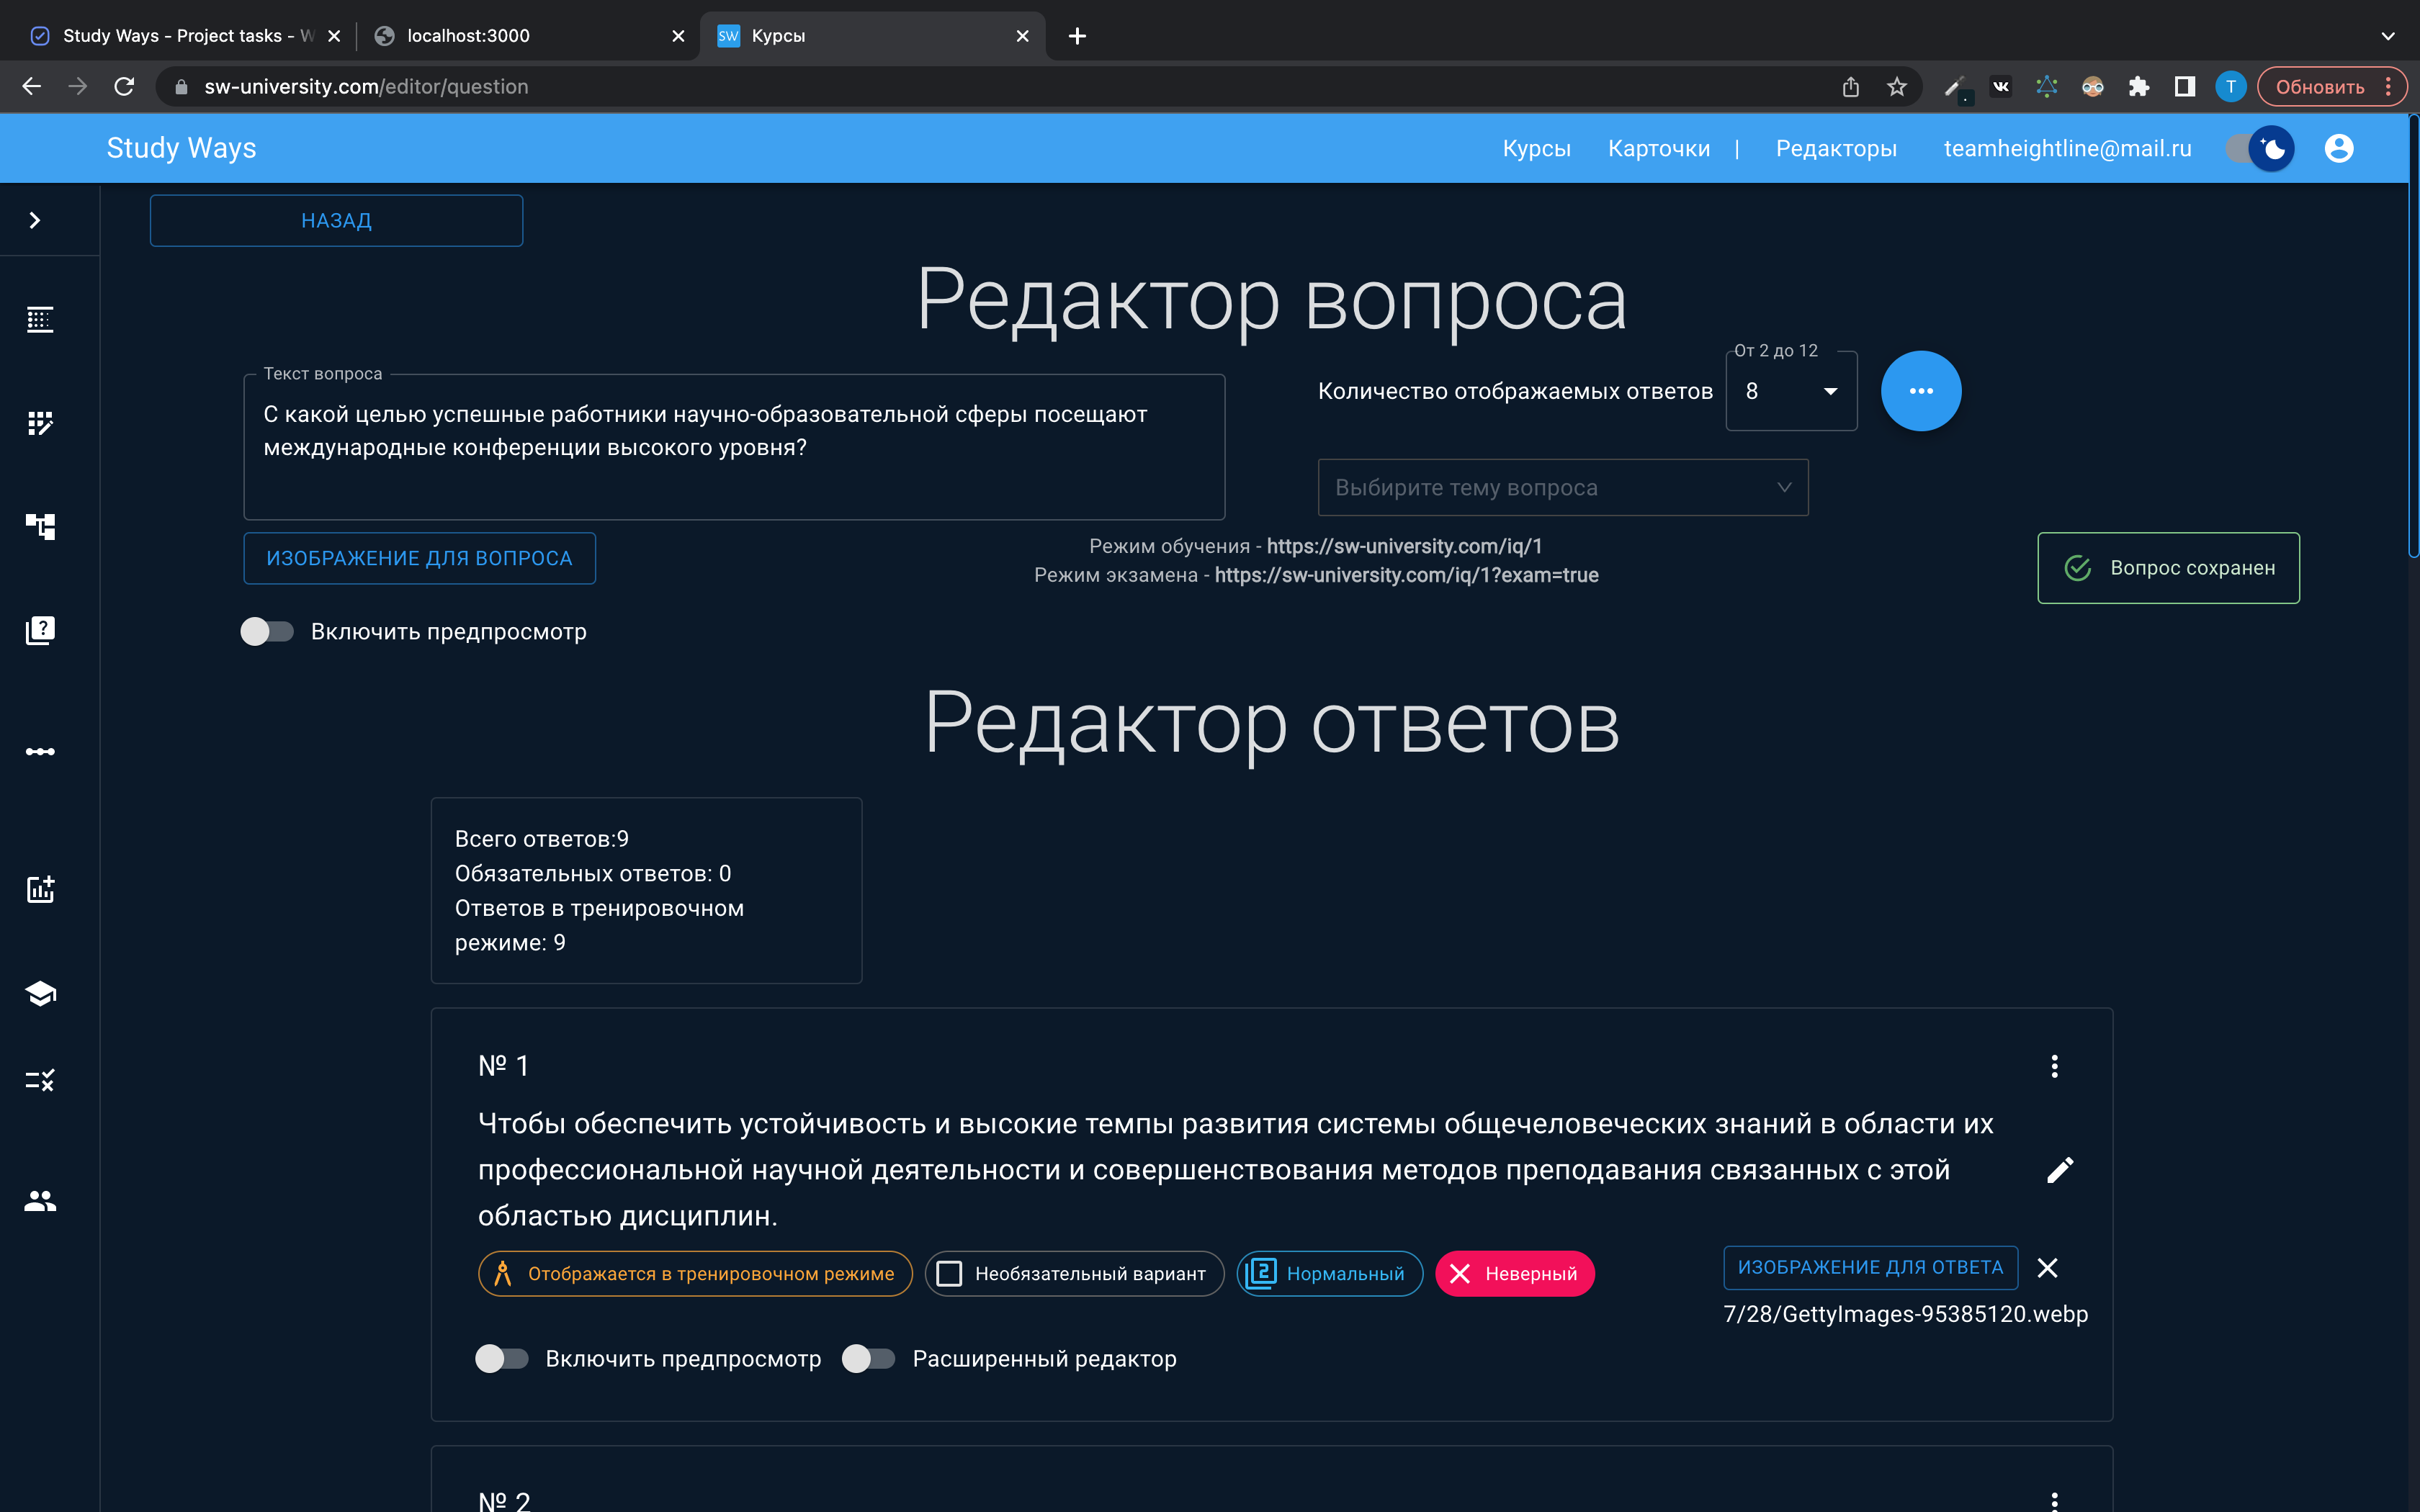 Study Ways - Project tasks - W
localhost:3000
SW Курсы
sw-university.com/editor/question
T
Обновить
Study Ways
Курсы
Карточки
|
Редакторы
teamheightline@mail.ru
НАЗАД
Редактор вопроса
Текст вопроса
С какой целью успешные работники научно-образовательной сферы посещают
международные конференции высокого уровня?
Количество отображаемых ответов
От 2 до 12
8
Выбирите тему вопроса
ИЗОБРАЖЕНИЕ ДЛЯ ВОПРОСА
Режим обучения - https://sw-university.com/iq/1
Режим экзамена - https://sw-university.com/iq/1?exam=true
Вопрос сохранен
Включить предпросмотр
Редактор ответов
Всего ответов:9
Обязательных ответов: 0
Ответов в тренировочном
режиме: 9
№ 1
Чтобы обеспечить устойчивость и высокие темпы развития системы общечеловеческих знаний в области их
профессиональной научной деятельности и совершенствования методов преподавания связанных с этой
областью дисциплин.
Отображается в тренировочном режиме
Необязательный вариант
2 Нормальный
Неверный
ИЗОБРАЖЕНИЕ ДЛЯ ОТВЕТА
7/28/GettyImages-95385120.webp
Включить предпросмотр
Расширенный редактор
№ 2